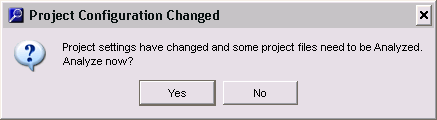 Project Configuration Changed
Project settings have changed and some project files need to be Analyzed.
Analyze now?
Yes
No